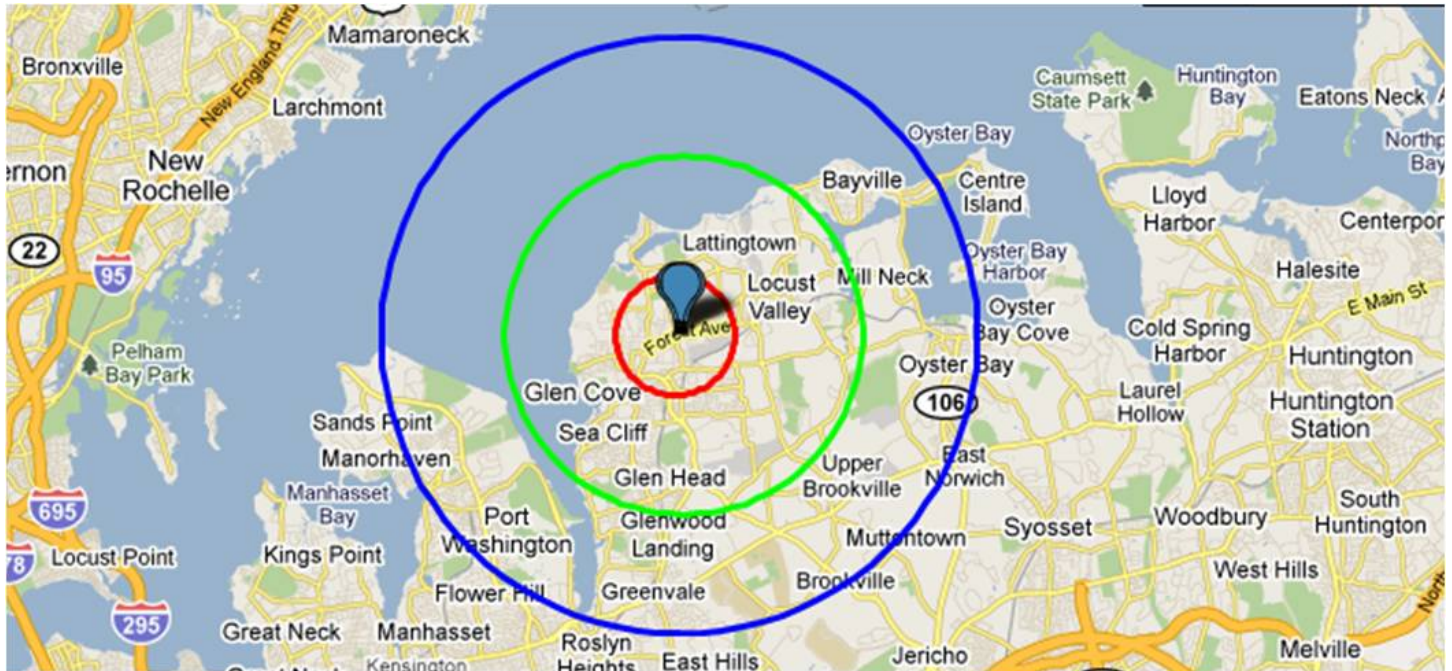 Mamaroneck
Bronxville
New England Thru
Larchmont
Caumsett
State Park
Huntington
Bay
Eatons Neck
Oyster Bay
New
Rochelle
Bayville
Centre
Island
Lloyd
Harbor
Centerpor
22
95
Lattingtown
Oyster Bay
Harbor
Halesite
Locust
Valley
Mill Neck
E Main St
Oyster
Bay Cove
Cold Spring
Harbor
Huntington
Forest Ave
Pelham
Bay Park
Oyster Bay
106
Laurel
Hollow
Huntington
Station
Glen Cove
Sands Point
Sea Cliff
Manorhaven
Glen Head
Upper
Brookville
East
Norwich
Manhasset
Bay
695
Port
Washington
Glenwood
Landing
Muttontown
Syosset
Woodbury
South
Huntington
78
Locust Point
Kings Point
Flower Hill
Greenvale
Brookville
West Hills
295
Great Neck
Manhasset
Roslyn
Heights
East Hills
Jericho
Melville
Kensington